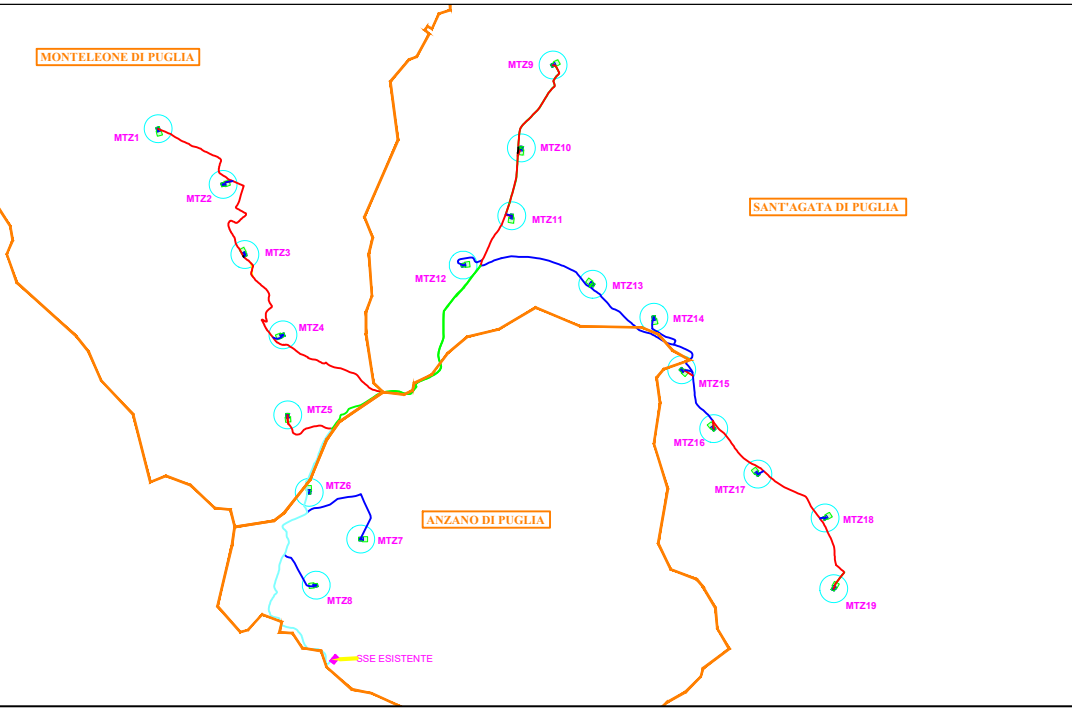 MONTELEONE DI PUGLIA
MTZ9
MTZ1
MTZ10
MTZ2
SANT'AGATA DI PUGLIA
MTZ11
MTZ3
MTZ12
MTZ13
MTZ14
MTZ4
MTZ15
MTZ5
MTZ16
MTZ6
MTZ17
ANZANO DI PUGLIA
MTZ18
MTZ7
MTZ8
MTZ19
SSE ESISTENTE